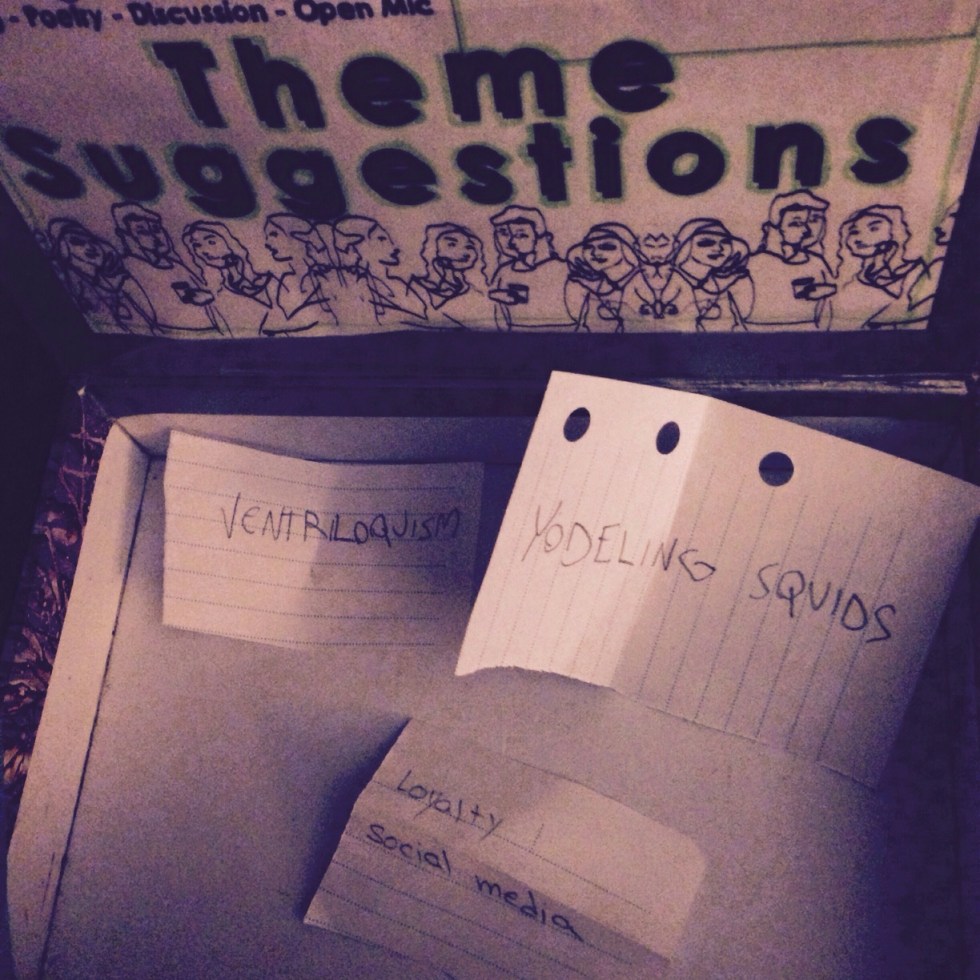 - Poetry - Discussion - Open Mic
Theme
Suggestions
VENTRILOQUISM
YODELING SQUIDS
Loyalty
social media